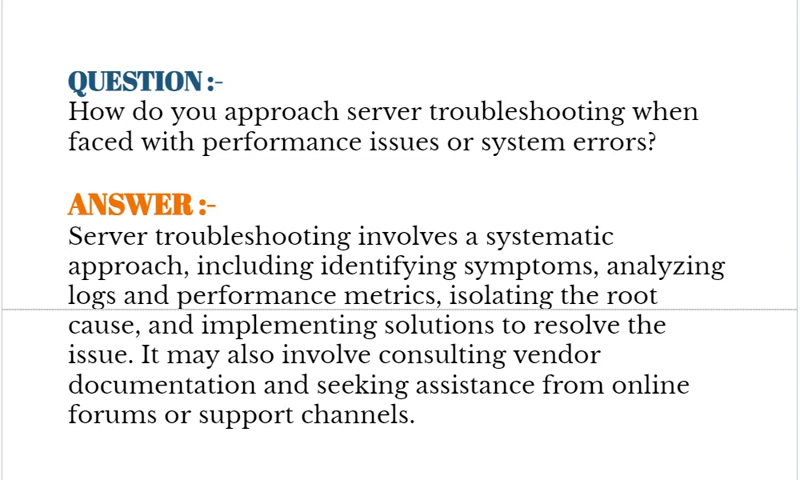 QUESTION :-
How do you approach server troubleshooting when
faced with performance issues or system errors?
ANSWER :-
Server troubleshooting involves a systematic
approach, including identifying symptoms, analyzing
logs and performance metrics, isolating the root
cause, and implementing solutions to resolve the
issue. It may also involve consulting vendor
documentation and seeking assistance from online
forums or support channels.